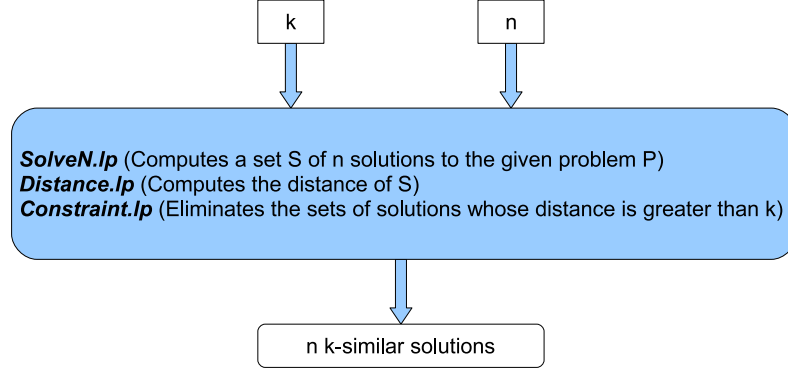 k
n
SolveN.lp (Computes a set S of n solutions to the given problem P)
Distance.lp (Computes the distance of S)
Constraint.lp (Eliminates the sets of solutions whose distance is greater than k)
n k-similar solutions